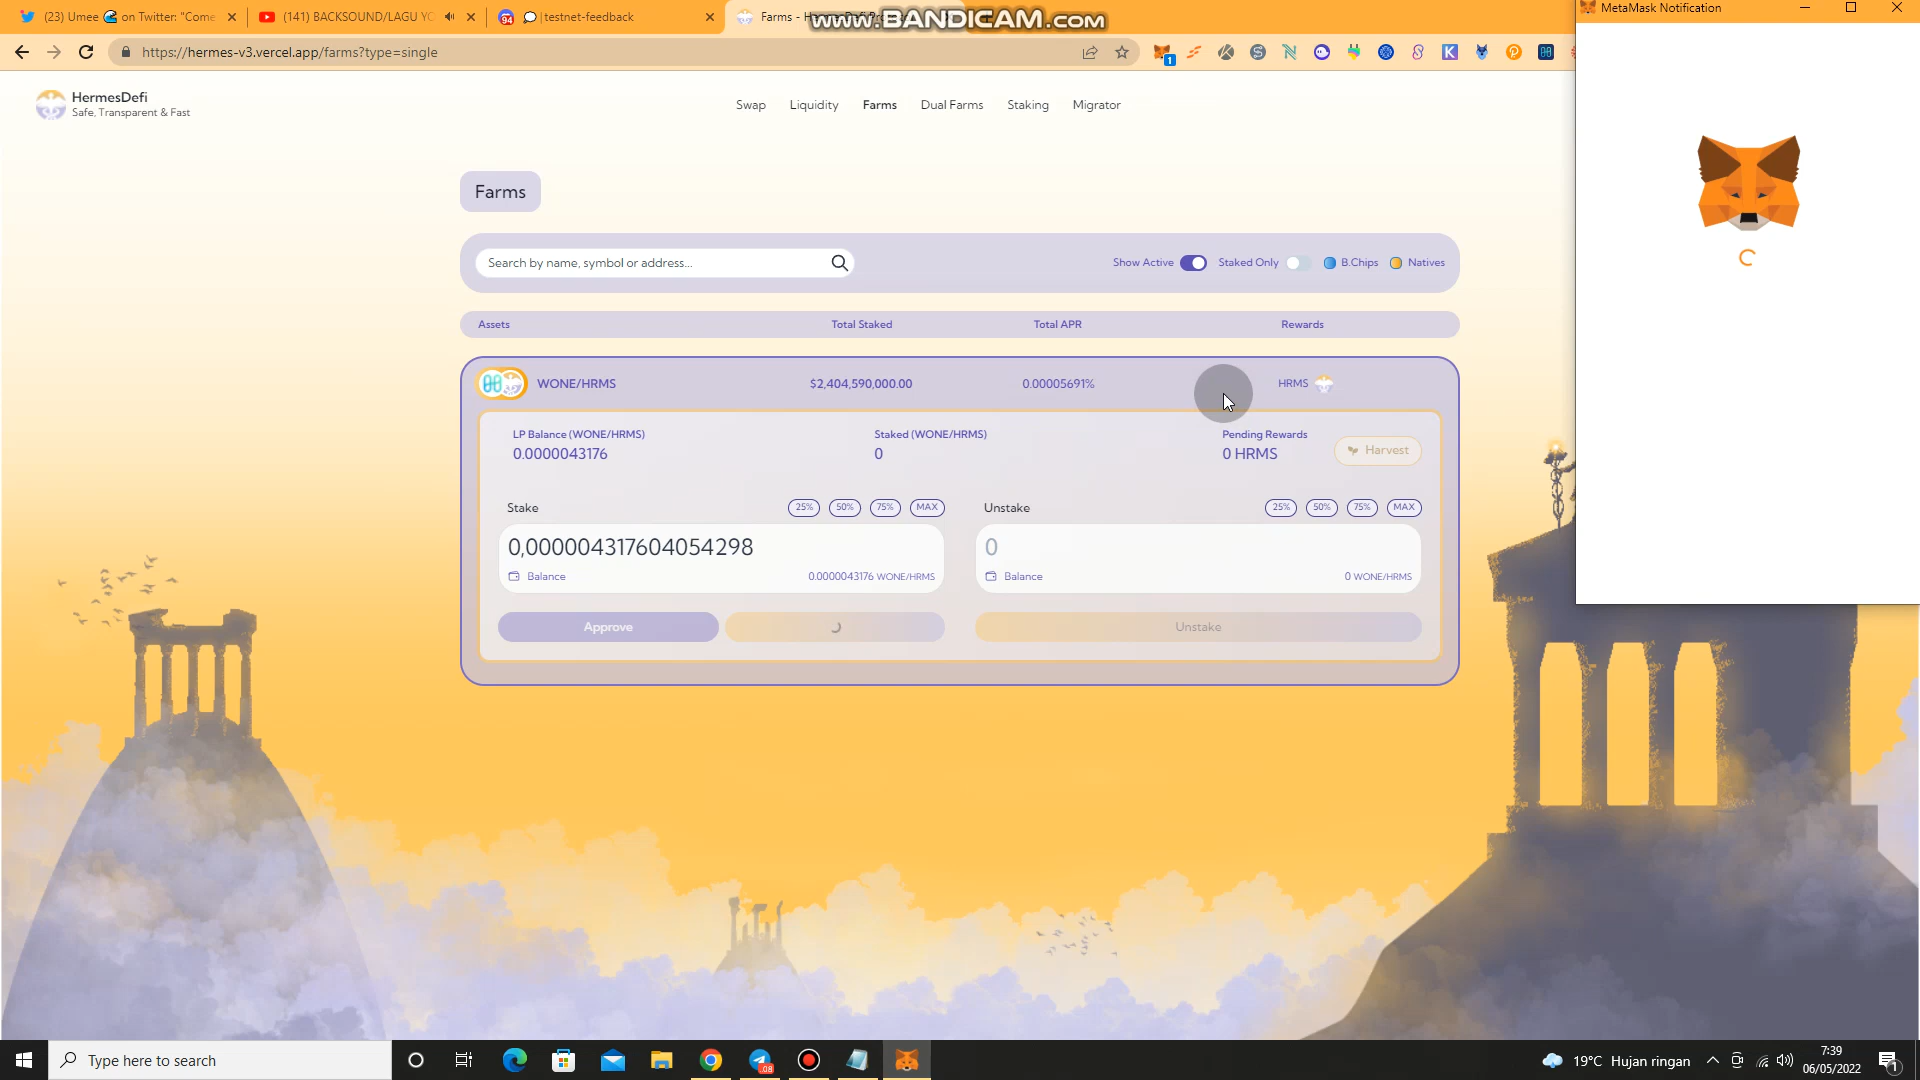 (23) Umee on Twitter: "Come
(141) BACKSOUND/LAGU YO
testnet-feedback
Farms - Her
www.BANDICAM.com
MetaMask Notification
https://hermes-v3.vercel.app/farms?type=single
1
HermesDefi
Safe, Transparent & Fast
Swap
Liquidity
Farms
Dual Farms
Staking
Migrator
Farms
Search by name, symbol or address...
Show Active
Staked Only
B.Chips
Natives
Assets
Total Staked
Total APR
Rewards
WONE/HRMS
$2,404,590,000.00
0.00005691%
HRMS
LP Balance (WONE/HRMS)
0.0000043176
Staked (WONE/HRMS)
0
Pending Rewards
0 HRMS
Harvest
Stake
25%
50%
75%
MAX
0,000004317604054298
Balance
0.0000043176 WONE/HRMS
Approve
Unstake
25%
50%
75%
MAX
0
Balance
0 WONE/HRMS
Unstake
Type here to search
19°C Hujan ringan
7:39
06/05/2022
1